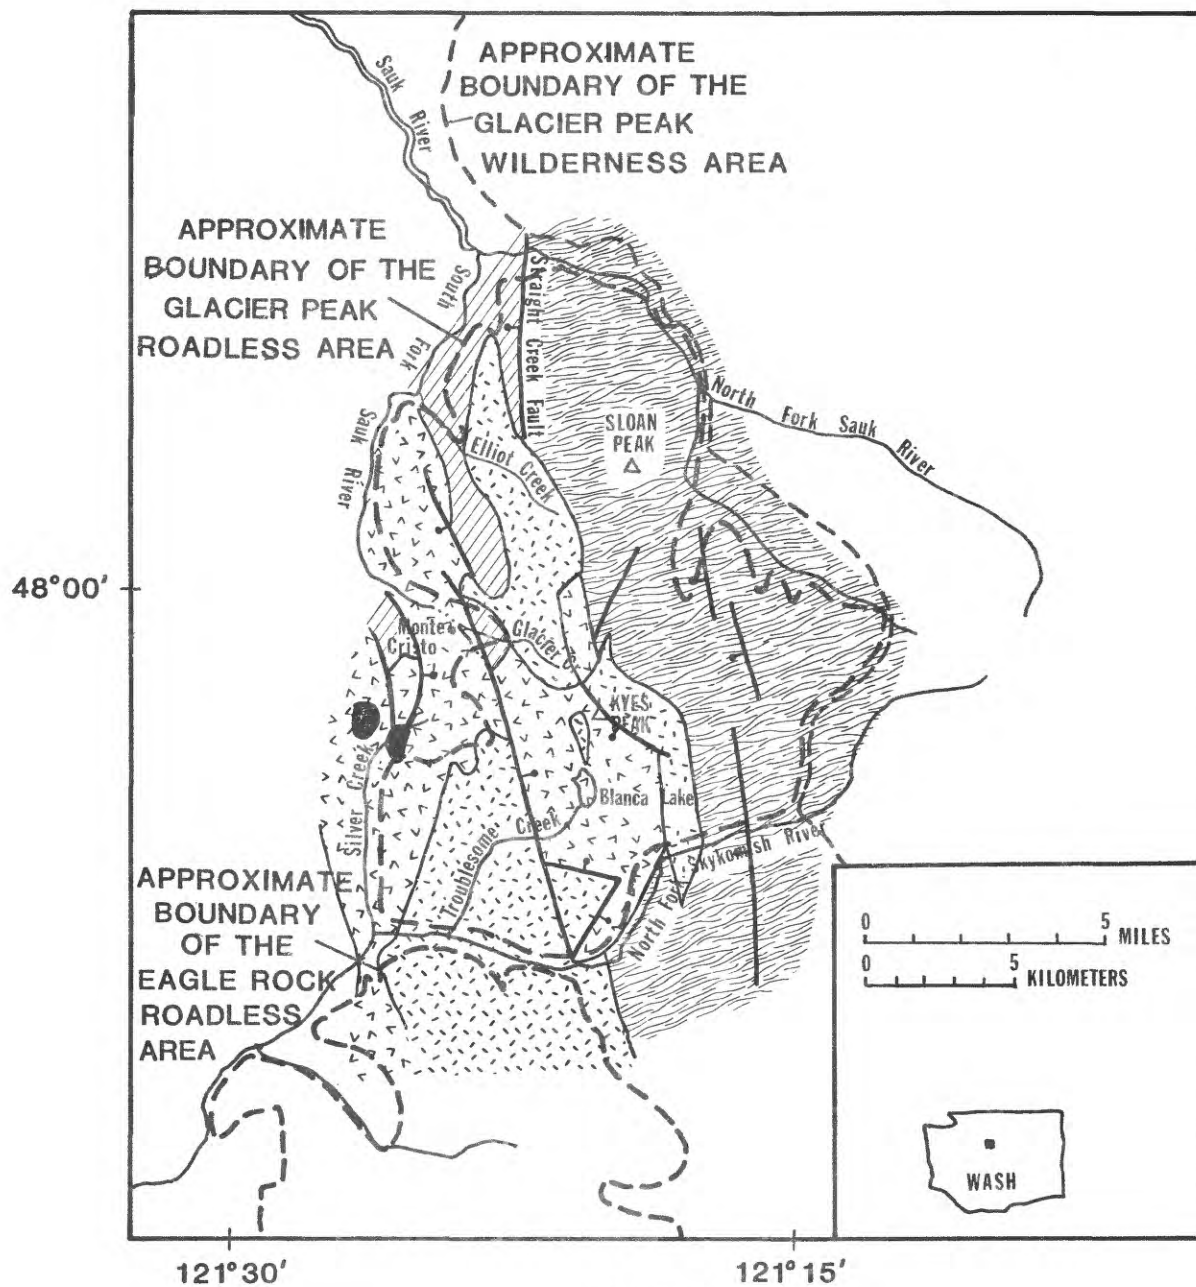 APPROXIMATE
BOUNDARY OF THE
GLACIER PEAK
WILDERNESS AREA
Sauk River
APPROXIMATE
BOUNDARY OF THE
GLACIER PEAK
ROADLESS AREA
South Fork
Sauk River
Straight Creek Fault
North Fork Sauk River
SLOAN
PEAK
Elliot Creek
48°00'
Monte
Cristo
Glacier C.
KYES
PEAK
Silver Creek
Blanca Lake
Troublesome Creek
North Fork Skykomish River
APPROXIMATE
BOUNDARY
OF THE
EAGLE ROCK
ROADLESS
AREA
0 5 MILES
0 5 KILOMETERS
WASH
121°30'
121°15'